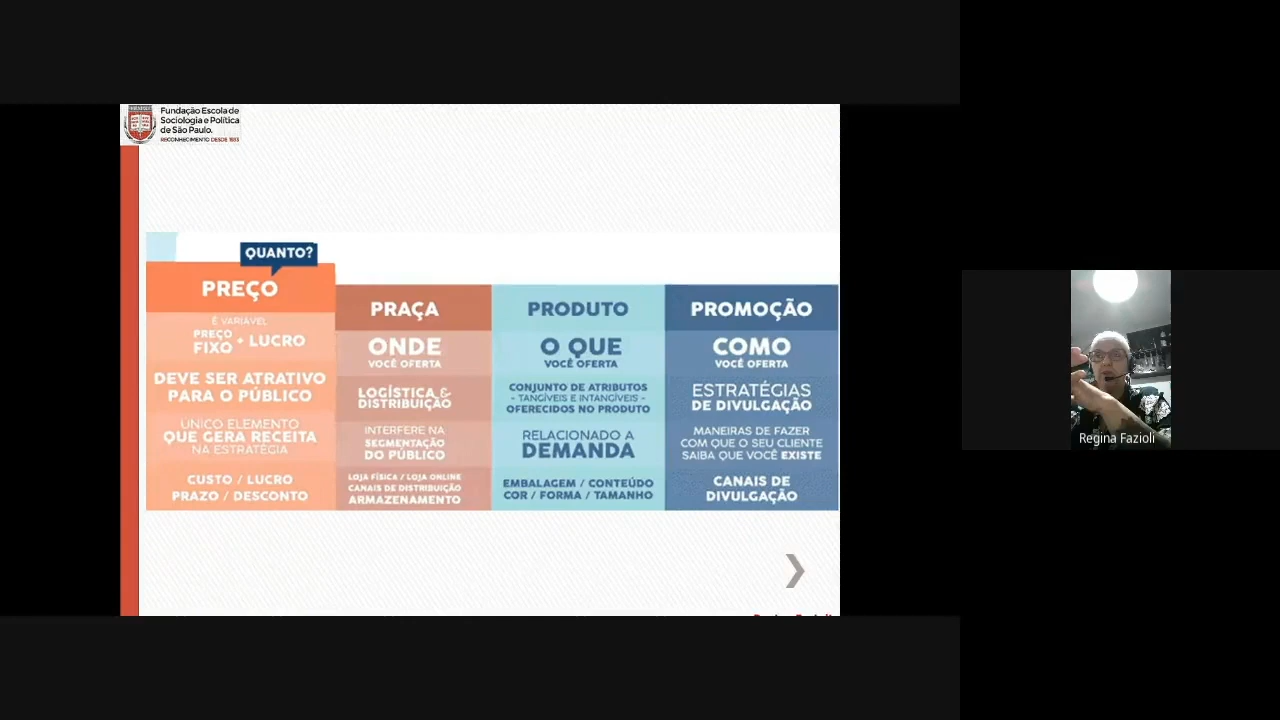 Fundação Escola de
Sociologia e Política
de São Paulo.
RECONHECIMENTO DESDE 1933
QUANTO?
PREÇO
É VARIÁVEL
PREÇO
FIXO + LUCRO
DEVE SER ATRATIVO
PARA O PÚBLICO
ÚNICO ELEMENTO
QUE GERA RECEITA
NA ESTRATÉGIA
CUSTO / LUCRO
PRAZO / DESCONTO
PRAÇA
ONDE
VOCÊ OFERTA
LOGÍSTICA &
DISTRIBUIÇÃO
INTERFERE NA
SEGMENTAÇÃO
DO PÚBLICO
LOJA FÍSICA / LOJA ONLINE
CANAIS DE DISTRIBUIÇÃO
ARMAZENAMENTO
PRODUTO
O QUE
VOCÊ OFERTA
CONJUNTO DE ATRIBUTOS
- TANGÍVEIS E INTANGÍVEIS -
OFERECIDOS NO PRODUTO
RELACIONADO A
DEMANDA
EMBALAGEM / CONTEÚDO
COR / FORMA / TAMANHO
PROMOÇÃO
COMO
VOCÊ OFERTA
ESTRATÉGIAS
DE DIVULGAÇÃO
MANEIRAS DE FAZER
COM QUE O SEU CLIENTE
SAIBA QUE VOCÊ EXISTE
CANAIS DE
DIVULGAÇÃO
Regina Fazioli